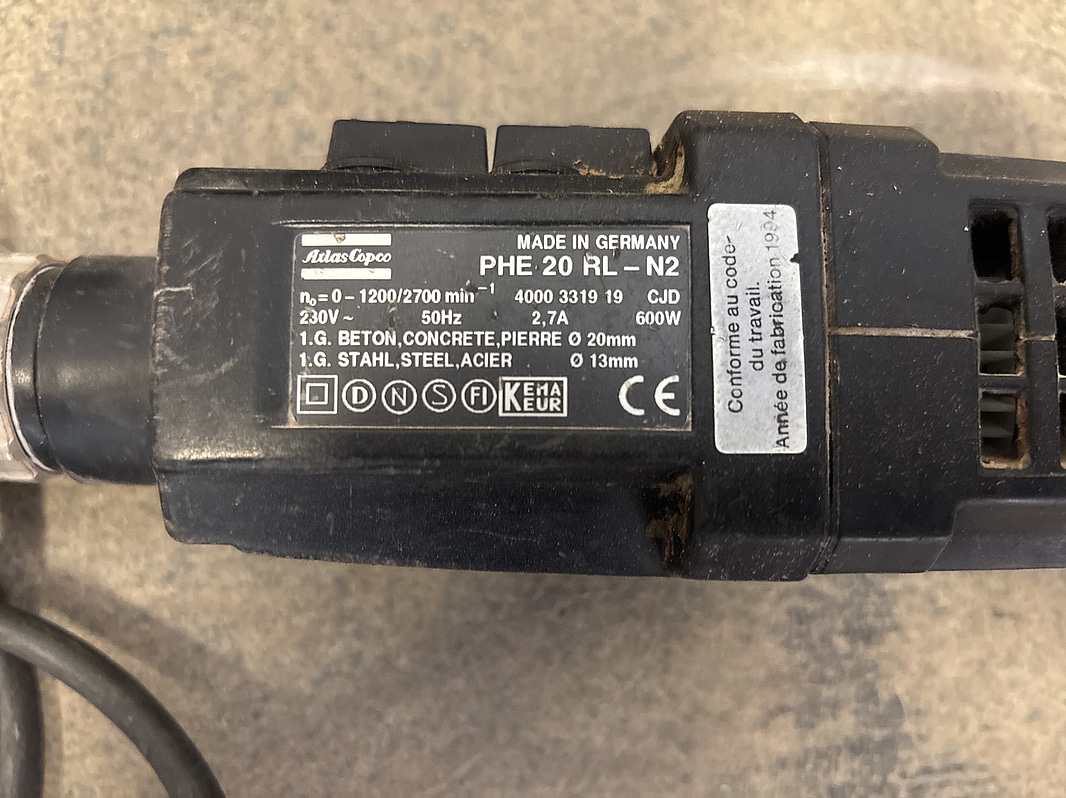 MADE IN GERMANY
Atlas Copco
PHE 20 RL – N2
n₀ = 0 – 1200/2700 min⁻¹ 4000 3319 19 CJD
230V ~ 50Hz 2,7A 600W
1.G. BETON,CONCRETE,PIERRE Ø 20mm
1.G. STAHL,STEEL,ACIER Ø 13mm
D N S FI KEMA EUR CE
Conforme au code-
du travail.
Année de fabrication 1994